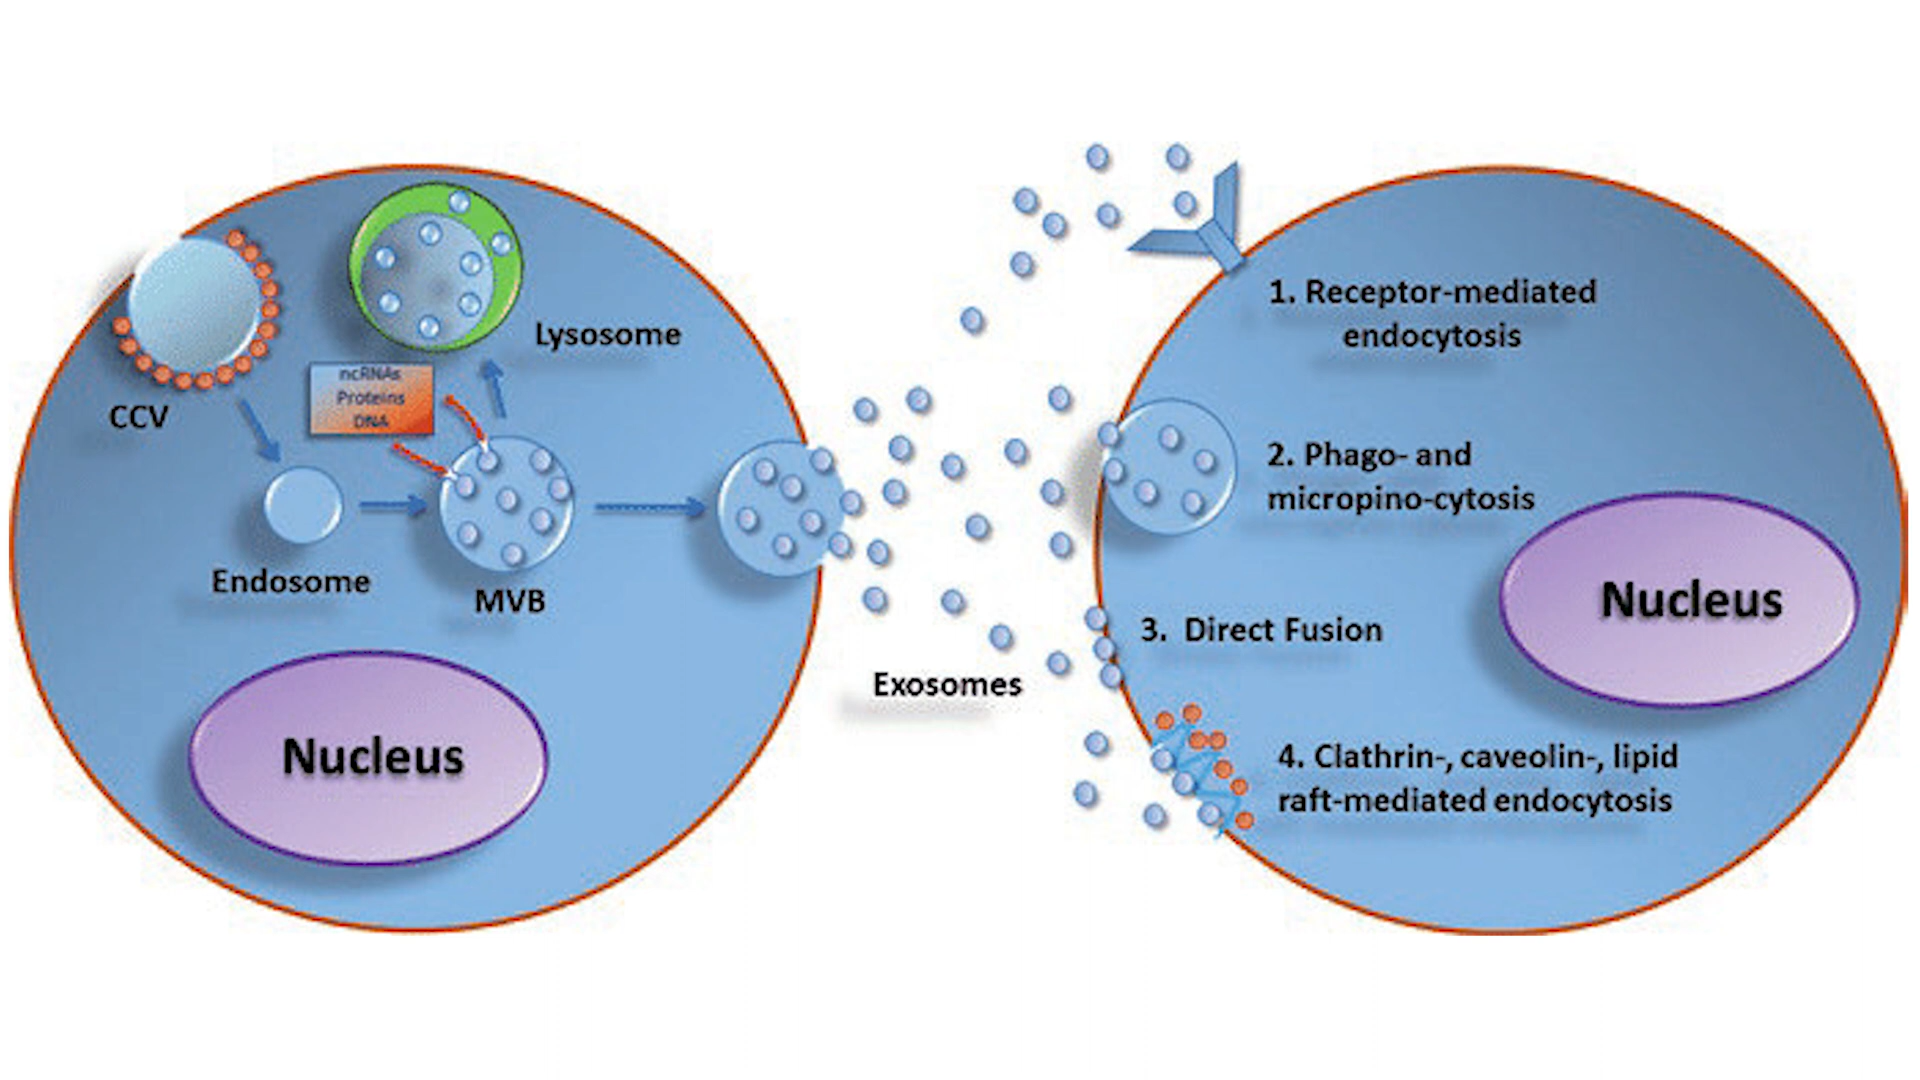 Lysosome
ncRNAs
Proteins
DNA
CCV
Endosome
MVB
Nucleus
Exosomes
1. Receptor-mediated
endocytosis
2. Phago- and
micropino-cytosis
Nucleus
3. Direct Fusion
4. Clathrin-, caveolin-, lipid
raft-mediated endocytosis